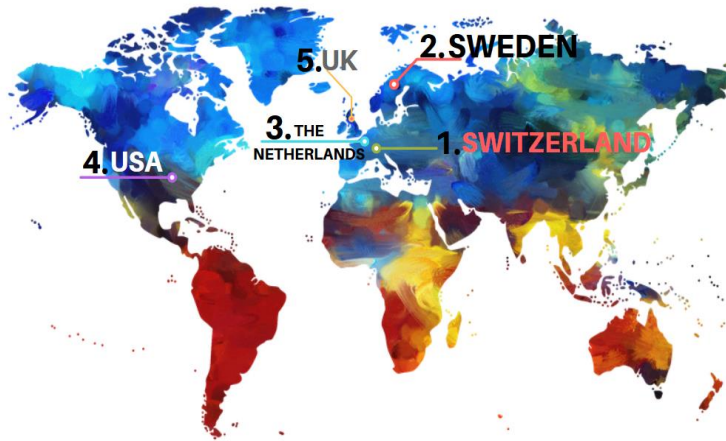 2.SWEDEN
5.UK
3.THE
NETHERLANDS
1.SWITZERLAND
4.USA